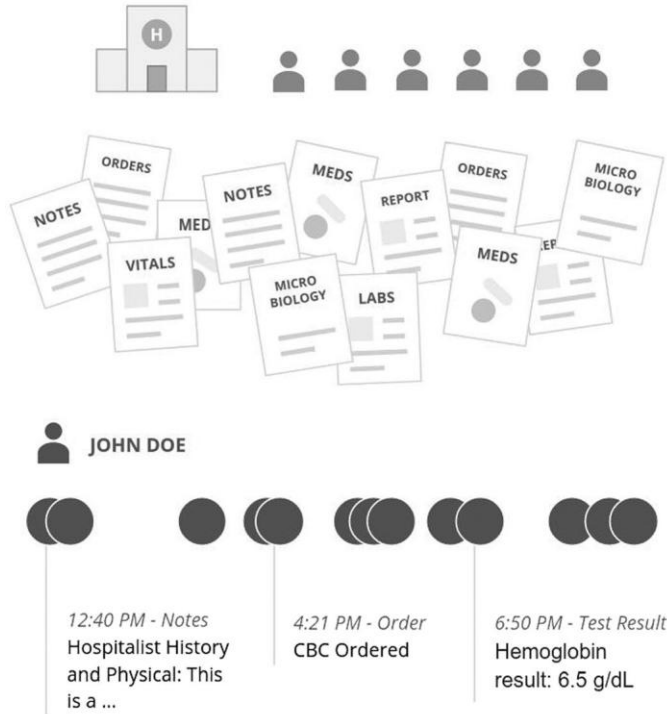 H
ORDERS
NOTES
MEDS
ORDERS
MICRO
BIOLOGY
NOTES
MED
REPORT
VITALS
MEDS
MICRO
BIOLOGY
LABS
JOHN DOE
12:40 PM - Notes
Hospitalist History
and Physical: This
is a ...
4:21 PM - Order
CBC Ordered
6:50 PM - Test Result
Hemoglobin
result: 6.5 g/dL